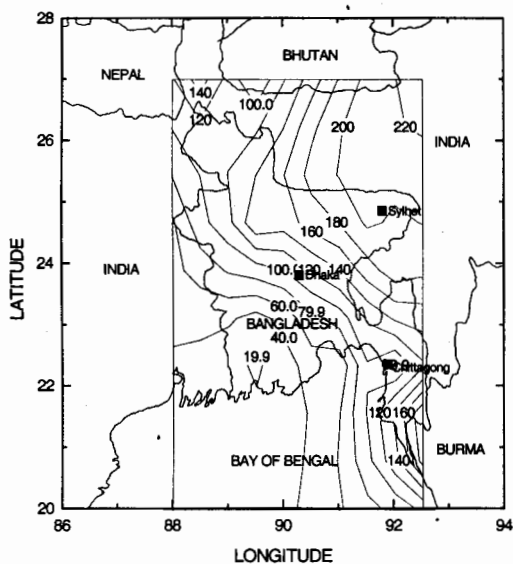 28
BHUTAN
NEPAL
140
100.0
120
26
200
220
INDIA
Sylhet
180
160
24
INDIA
100.0
120
140
Dhaka
60.0
79.9
BANGLADESH
40.0
19.9
Chittagong
22
120
160
BAY OF BENGAL
140
BURMA
20
86
88
90
92
94
LATITUDE
LONGITUDE